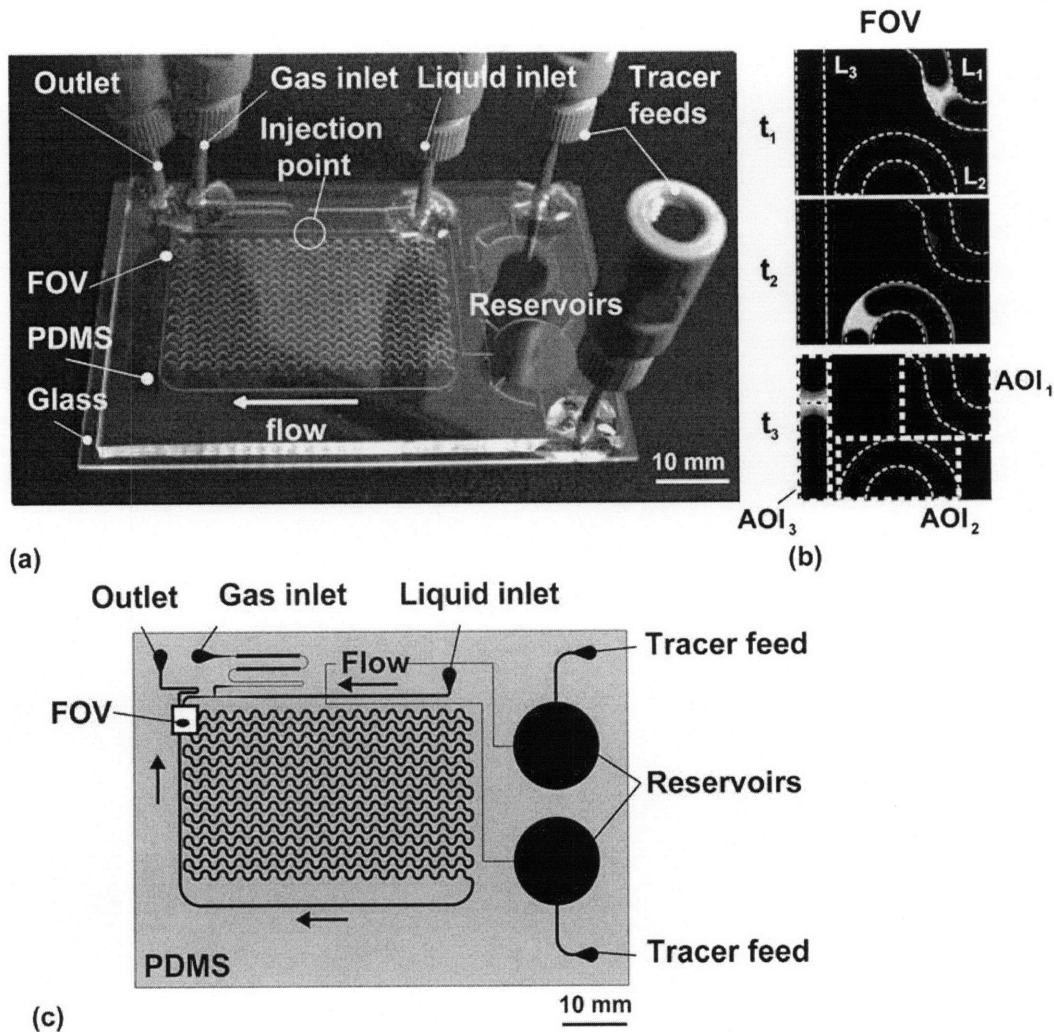 FOV
Outlet
Gas inlet
Liquid inlet
Tracer
feeds
Injection
point
FOV
PDMS
Glass
Reservoirs
flow
10 mm
t₁
L₃
L₁
L₂
t₂
t₃
AOI₁
AOI₃
AOI₂
(a)
(b)
Outlet
Gas inlet
Liquid inlet
Flow
Tracer feed
FOV
Reservoirs
Tracer feed
PDMS
10 mm
(c)